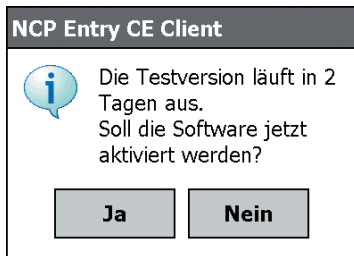 NCP Entry CE Client
Die Testversion läuft in 2
Tagen aus.
Soll die Software jetzt
aktiviert werden?
Ja
Nein